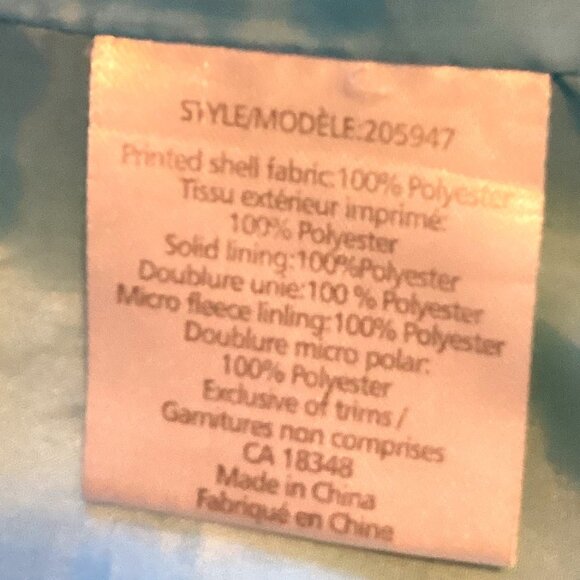 STYLE/MODÈLE:205947
Printed shell fabric:100% Polyester
Tissu extérieur imprimé:
100% Polyester
Solid lining:100%Polyester
Doublure unie:100 % Polyester
Micro fleece linling:100% Polyester
Doublure micro polar:
100% Polyester
Exclusive of trims /
Garnitures non comprises
CA 18348
Made in China
Fabriqué en Chine